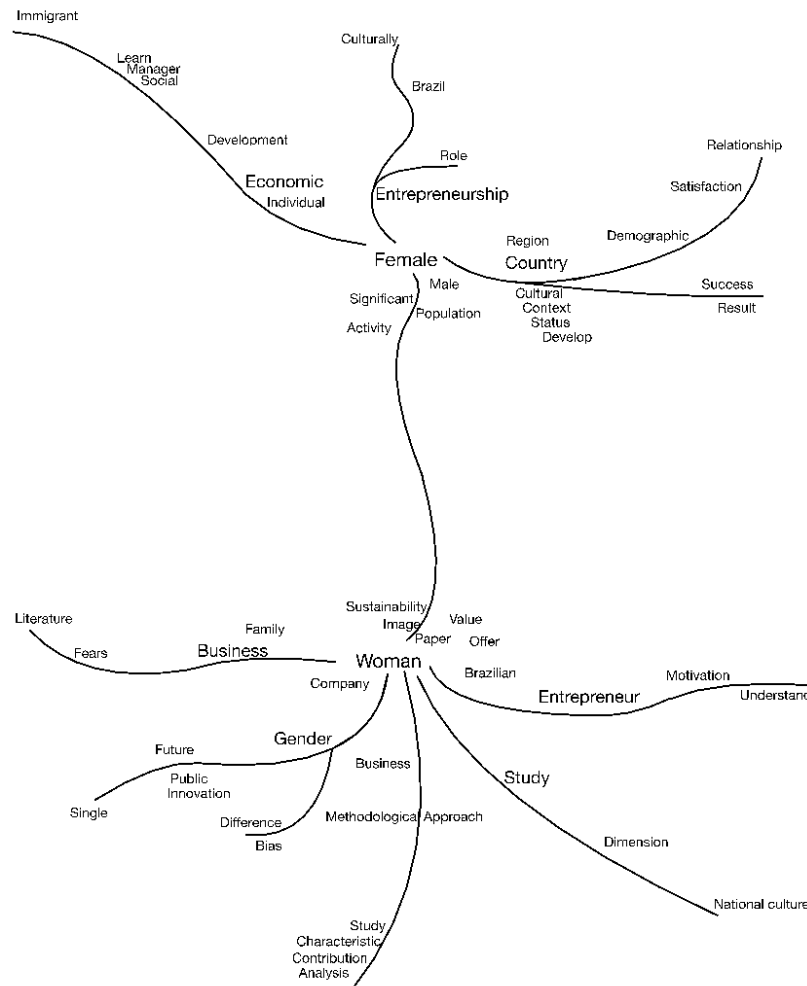 Immigrant
Culturally
Learn
Manager
Social
Brazil
Development
Role
Relationship
Economic
Individual
Entrepreneurship
Satisfaction
Region
Demographic
Female
Country
Male
Significant
Population
Activity
Cultural
Context
Status
Develop
Success
Result
Sustainability
Image
Value
Paper
Offer
Literature
Family
Fears
Business
Woman
Company
Brazilian
Entrepreneur
Motivation
Understand
Gender
Future
Public
Innovation
Single
Difference
Bias
Business
Methodological Approach
Study
Dimension
National culture
Study
Characteristic
Contribution
Analysis